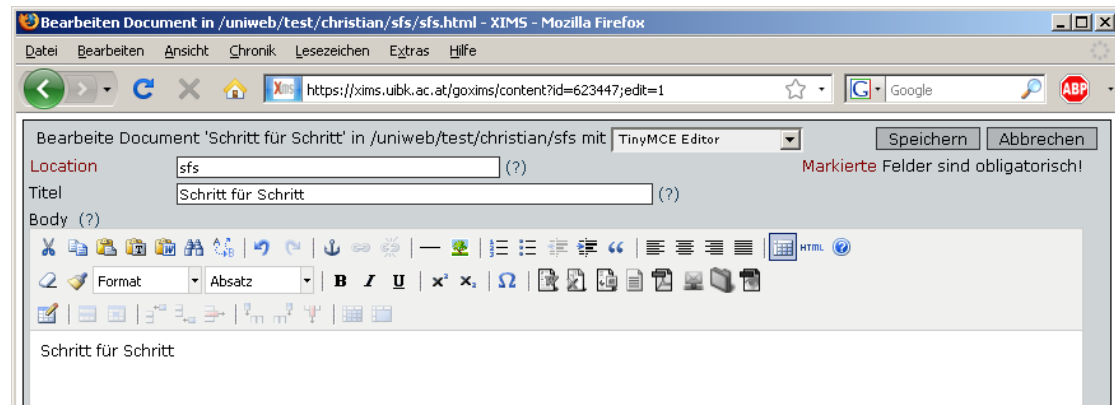 Bearbeiten Document in /uniweb/test/christian/sfs/sfs.html - XIMS - Mozilla Firefox
Datei Bearbeiten Ansicht Chronik Lesezeichen Extras Hilfe
Xims https://xims.uibk.ac.at/goxims/content?id=623447;edit=1 G Google ABP
Bearbeite Document 'Schritt für Schritt' in /uniweb/test/christian/sfs mit TinyMCE Editor Speichern Abbrechen
Location sfs (?) Markierte Felder sind obligatorisch!
Titel Schritt für Schritt (?)
Body (?)
HTML
Format Absatz B I U x² x₂ Ω
Schritt für Schritt